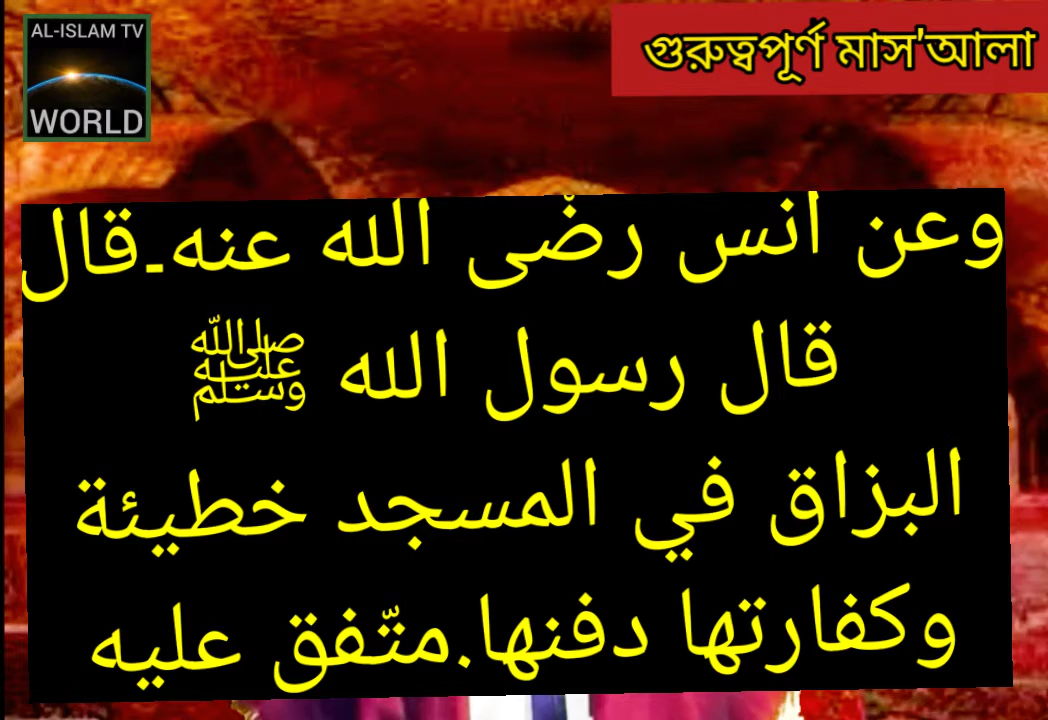 AL-ISLAM TV
WORLD
গুরুত্বপূর্ণ মাস'আলা
وعن انس رضى الله عنه۔قال
قال رسول الله ﷺ
البزاق في المسجد خطيئة
وكفارتها دفنها.متّفق عليه